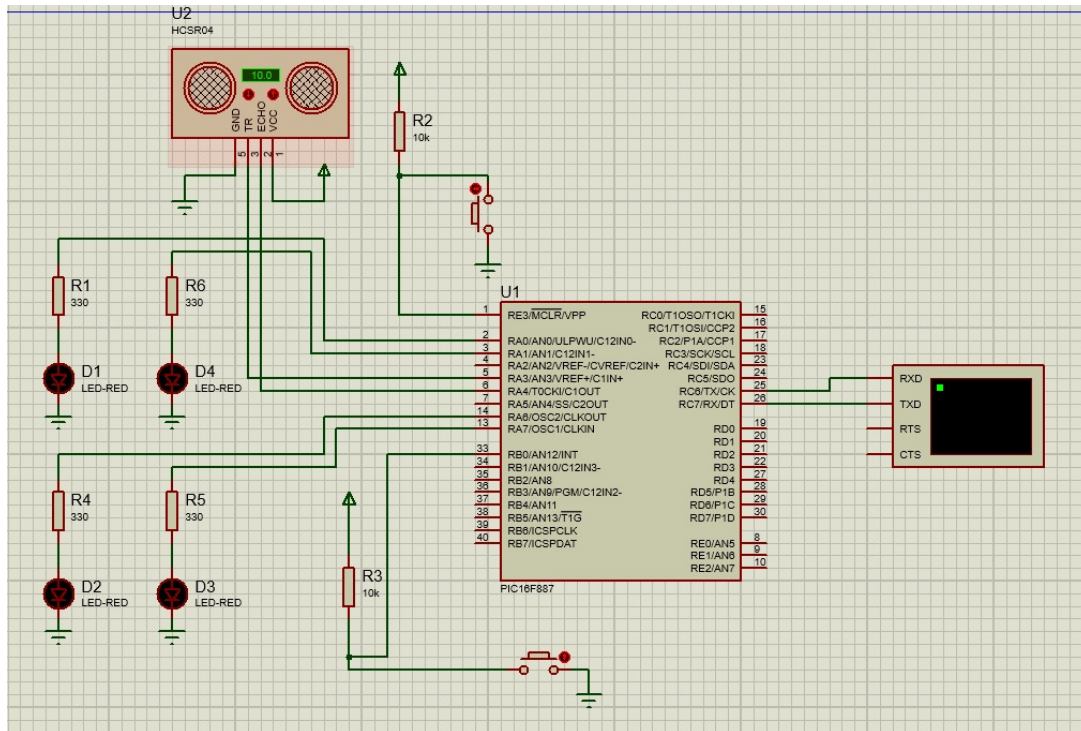 U2
HCSR04
10.0
GND
TR
ECHO
VCC
5
3
2
1
R2
10k
R1
330
R6
330
D1
LED-RED
D4
LED-RED
R4
330
R5
330
D2
LED-RED
D3
LED-RED
R3
10k
U1
1 RE3/MCLR/VPP
2 RA0/AN0/ULPWU/C12IN0-
3 RA1/AN1/C12IN1-
4 RA2/AN2/VREF-/CVREF/C2IN+
5 RA3/AN3/VREF+/C1IN+
6 RA4/T0CKI/C1OUT
7 RA5/AN4/SS/C2OUT
14 RA6/OSC2/CLKOUT
13 RA7/OSC1/CLKIN
33 RB0/AN12/INT
34 RB1/AN10/C12IN3-
35 RB2/AN8
36 RB3/AN9/PGM/C12IN2-
37 RB4/AN11
38 RB5/AN13/T1G
39 RB6/ICSPCLK
40 RB7/ICSPDAT
RC0/T1OSO/T1CKI 15
RC1/T1OSI/CCP2 16
RC2/P1A/CCP1 17
RC3/SCK/SCL 18
RC4/SDI/SDA 23
RC5/SDO 24
RC6/TX/CK 25
RC7/RX/DT 26
RD0 19
RD1 20
RD2 21
RD3 22
RD4 27
RD5/P1B 28
RD6/P1C 29
RD7/P1D 30
RE0/AN5 8
RE1/AN6 9
RE2/AN7 10
PIC16F887
RXD
TXD
RTS
CTS